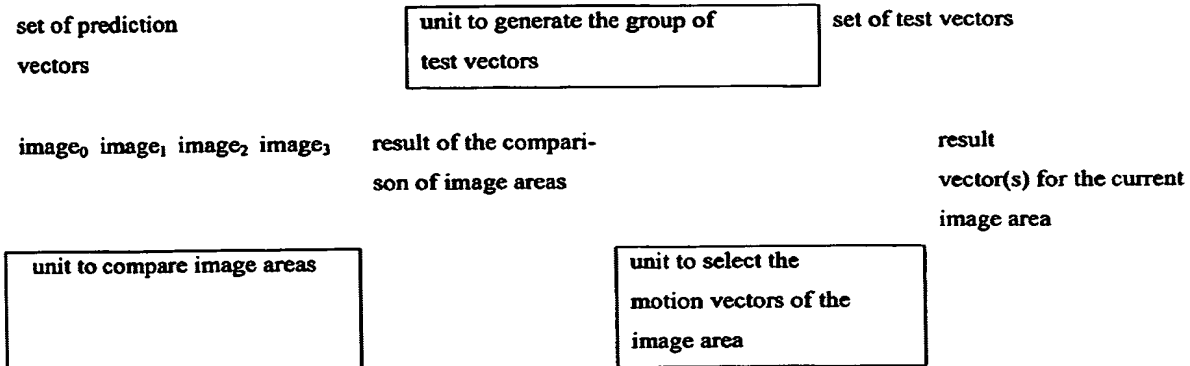 set of prediction
vectors
unit to generate the group of
test vectors
set of test vectors
image₀ image₁ image₂ image₃
result of the compari-
son of image areas
result
vector(s) for the current
image area
unit to compare image areas
unit to select the
motion vectors of the
image area